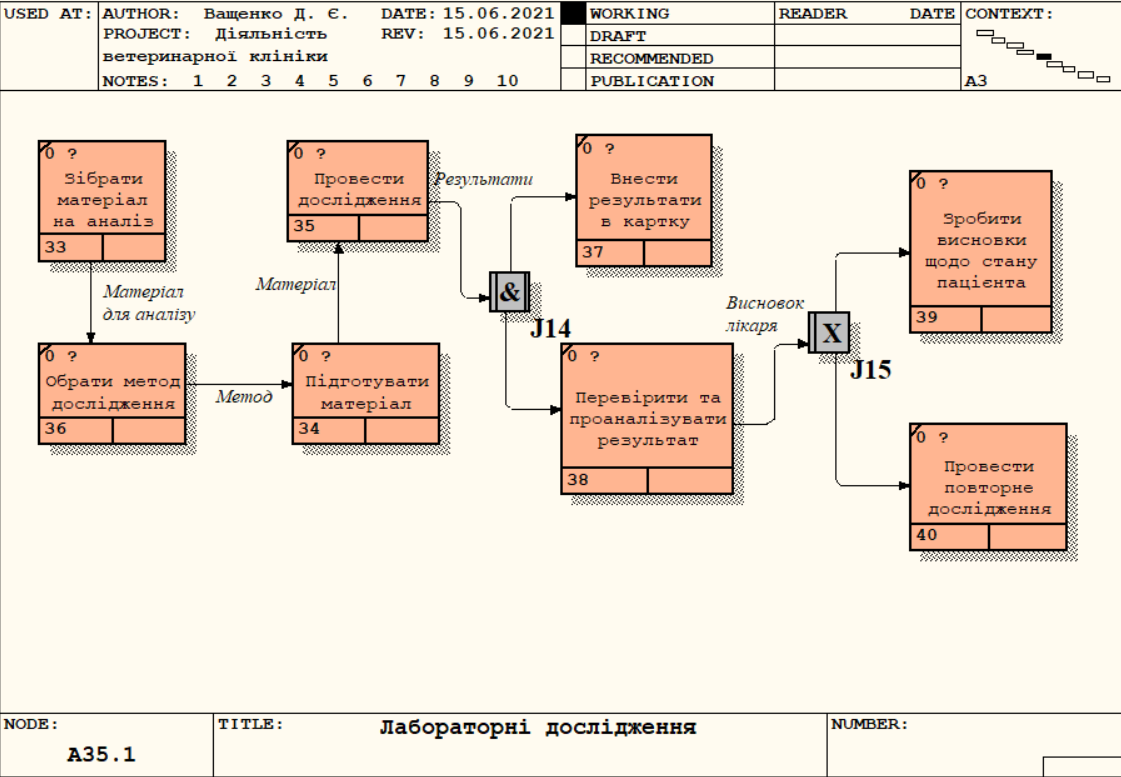 USED AT:
AUTHOR: Ващенко Д. Є.
DATE: 15.06.2021
PROJECT: Діяльність
ветеринарної клініки
REV: 15.06.2021
NOTES: 1 2 3 4 5 6 7 8 9 10
WORKING
DRAFT
RECOMMENDED
PUBLICATION
READER DATE
CONTEXT:
A3
0 ?
Зібрати
матеріал
на аналіз
33
Матеріал
для аналізу
0 ?
Обрати метод
дослідження
36
Метод
0 ?
Підготувати
матеріал
34
Матеріал
0 ?
Провести
дослідження
35
Результати
&
J14
0 ?
Внести
результати
в картку
37
0 ?
Перевірити та
проаналізувати
результат
38
Висновок
лікаря
X
J15
0 ?
Зробити
висновки
щодо стану
пацієнта
39
0 ?
Провести
повторне
дослідження
40
NODE:
A35.1
TITLE:
Лабораторні дослідження
NUMBER: